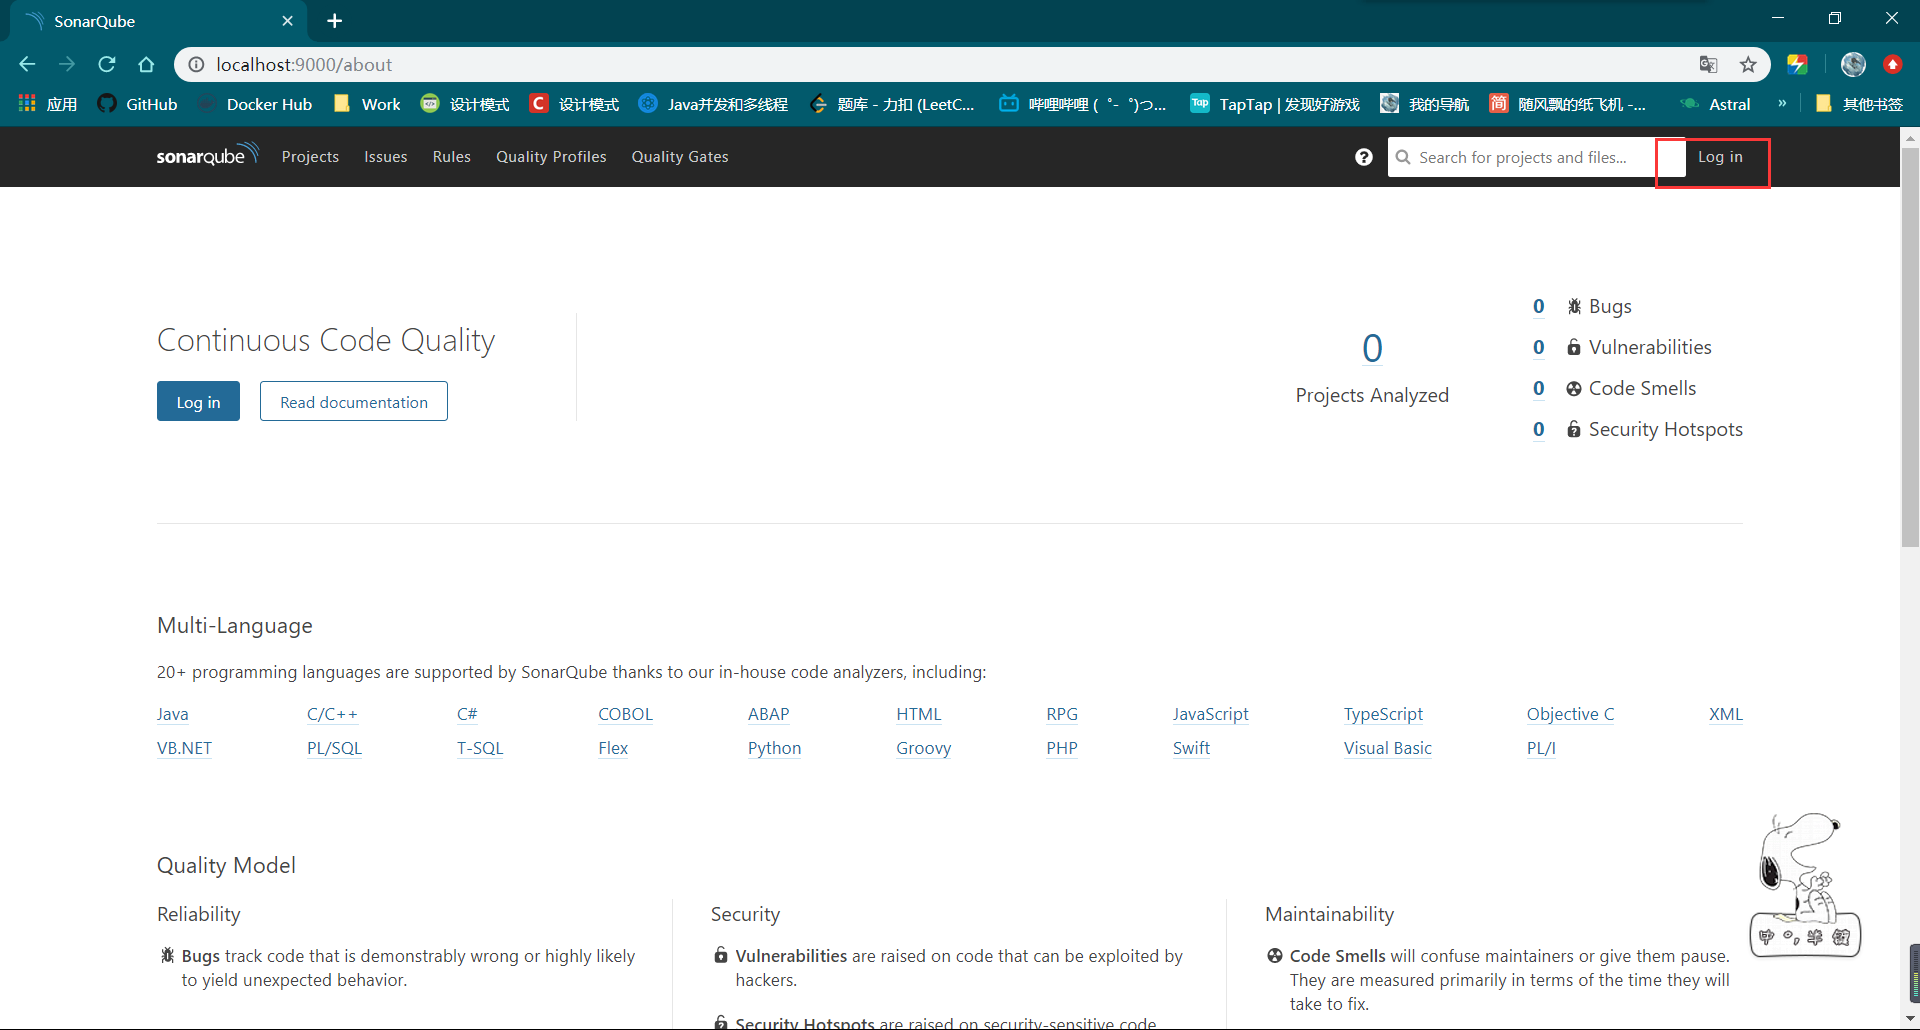 SonarQube
localhost:9000/about
应用 GitHub Docker Hub Work 设计模式 设计模式 Java并发和多线程 题库 - 力扣 (LeetC... 哔哩哔哩 (゜-゜)つ... TapTap | 发现好游戏 我的导航 随风飘的纸飞机 -... Astral » 其他书签
sonarqube Projects Issues Rules Quality Profiles Quality Gates Search for projects and files... Log in
Continuous Code Quality
Log in Read documentation
0
Projects Analyzed
0 Bugs
0 Vulnerabilities
0 Code Smells
0 Security Hotspots
Multi-Language
20+ programming languages are supported by SonarQube thanks to our in-house code analyzers, including:
Java C/C++ C# COBOL ABAP HTML RPG JavaScript TypeScript Objective C XML
VB.NET PL/SQL T-SQL Flex Python Groovy PHP Swift Visual Basic PL/I
Quality Model
Reliability
Bugs track code that is demonstrably wrong or highly likely
to yield unexpected behavior.
Security
Vulnerabilities are raised on code that can be exploited by
hackers.
Security Hotspots are raised on security-sensitive code
Maintainability
Code Smells will confuse maintainers or give them pause.
They are measured primarily in terms of the time they will
take to fix.
中 °, 半